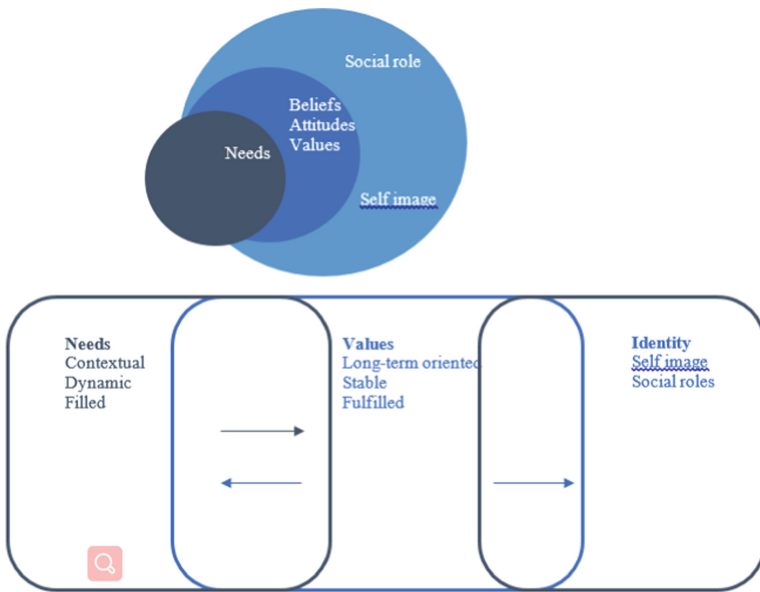 Social role
Beliefs
Attitudes
Values
Needs
Self image
Needs
Contextual
Dynamic
Filled
Values
Long-term oriented
Stable
Fulfilled
Identity
Self image
Social roles